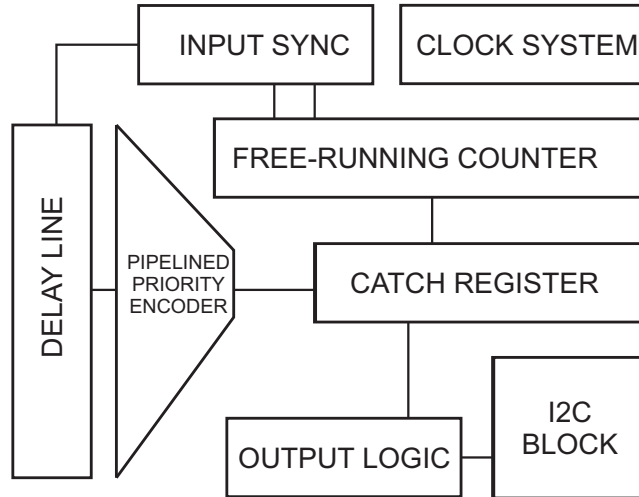 INPUT SYNC
CLOCK SYSTEM
FREE-RUNNING COUNTER
DELAY LINE
PIPELINED
PRIORITY
ENCODER
CATCH REGISTER
OUTPUT LOGIC
I2C
BLOCK